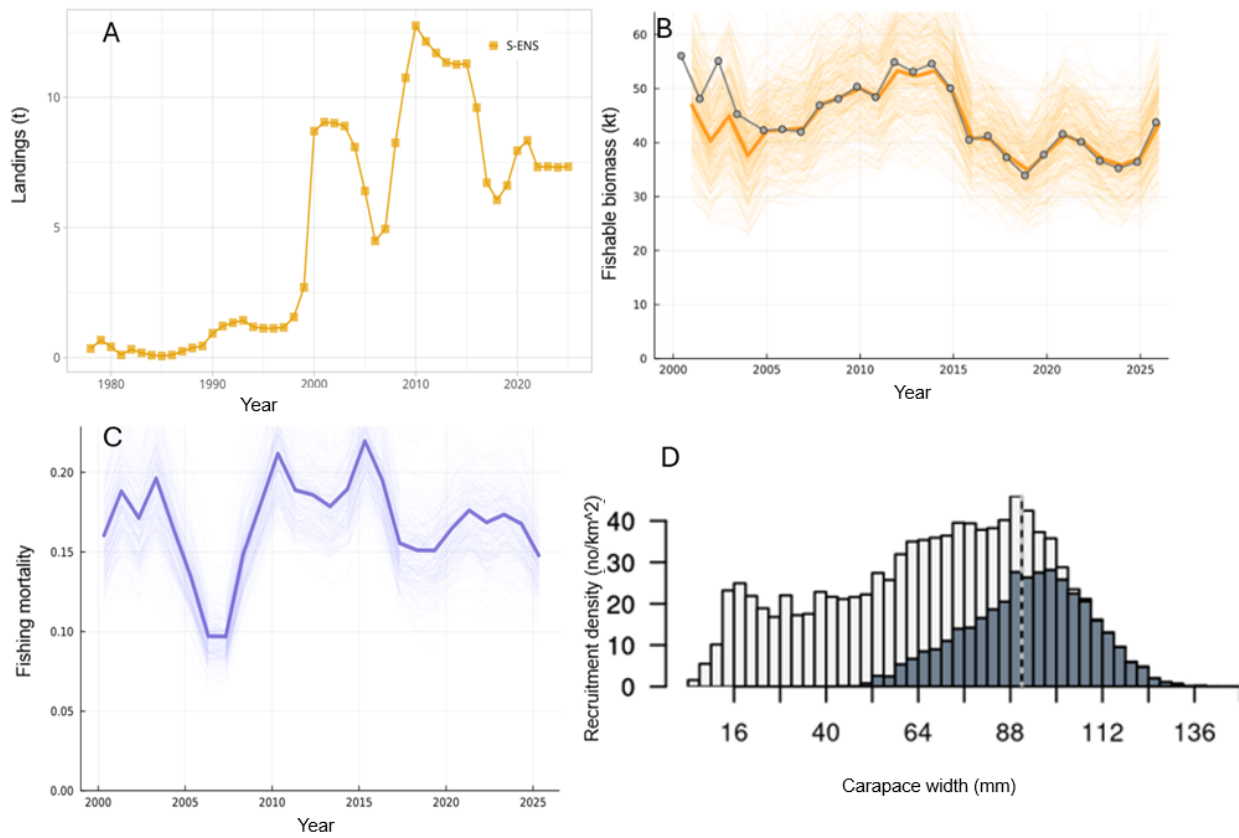 A
S-ENS
Landings (t)
10
5
0
1980 1990 2000 2010 2020
Year
B
Fishable biomass (kt)
60
50
40
30
20
10
0
2000 2005 2010 2015 2020 2025
Year
C
Fishing mortality
0.20
0.15
0.10
0.05
0.00
2000 2005 2010 2015 2020 2025
Year
D
Recruitment density (no/km^2)
40
30
20
10
0
16 40 64 88 112 136
Carapace width (mm)